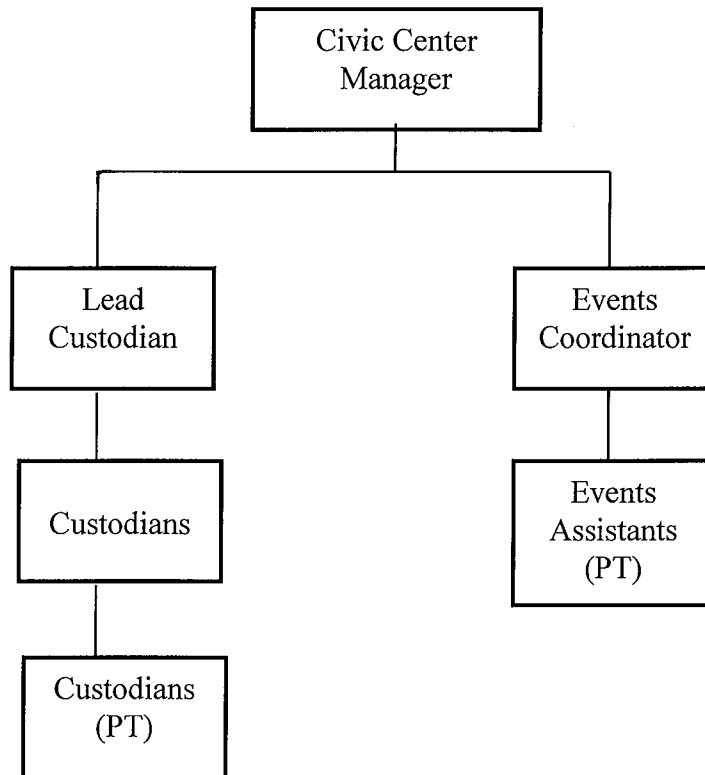 Civic Center
Manager
Lead
Custodian
Events
Coordinator
Custodians
Events
Assistants
(PT)
Custodians
(PT)